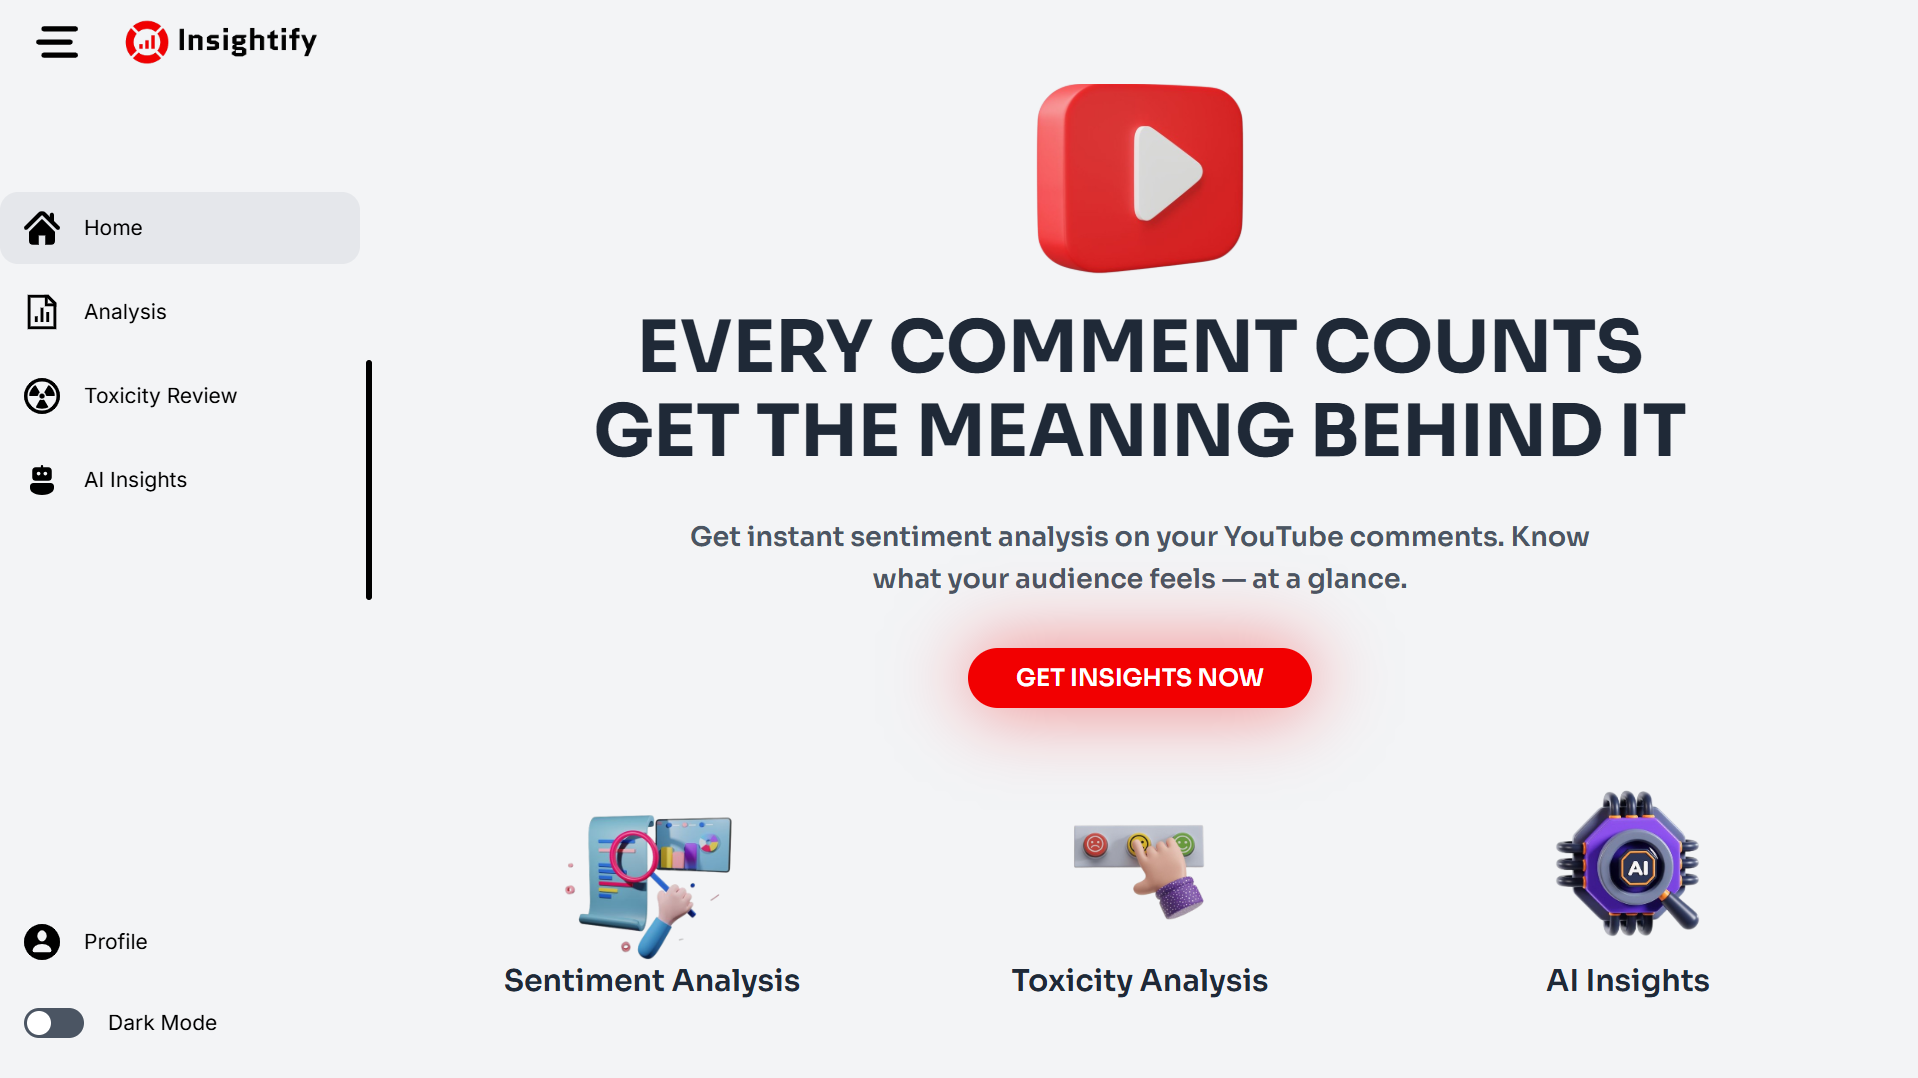 Insightify
Home
Analysis
Toxicity Review
AI Insights
Profile
Dark Mode
EVERY COMMENT COUNTS
GET THE MEANING BEHIND IT
Get instant sentiment analysis on your YouTube comments. Know
what your audience feels — at a glance.
GET INSIGHTS NOW
AI
Sentiment Analysis
Toxicity Analysis
AI Insights